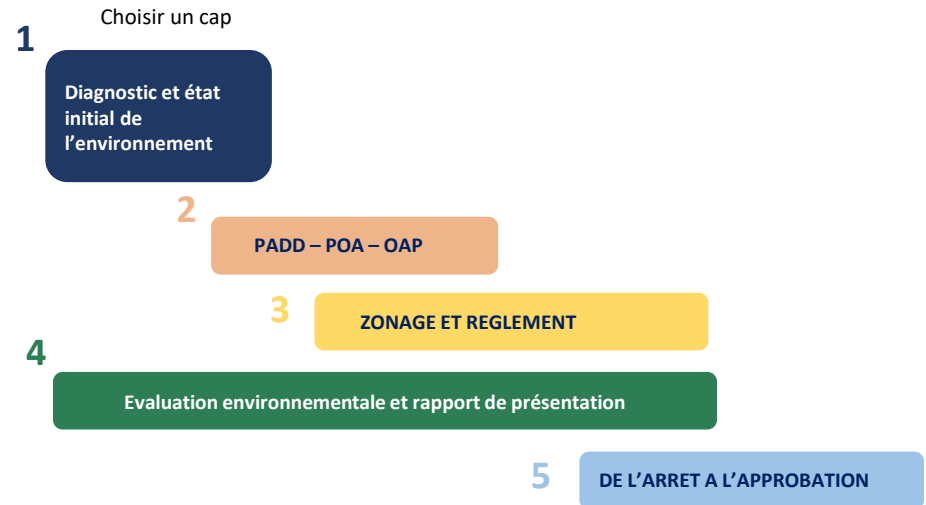 Choisir un cap
1
Diagnostic et état
initial de
l’environnement
2
PADD – POA – OAP
3
ZONAGE ET REGLEMENT
4
Evaluation environnementale et rapport de présentation
5
DE L’ARRET A L’APPROBATION